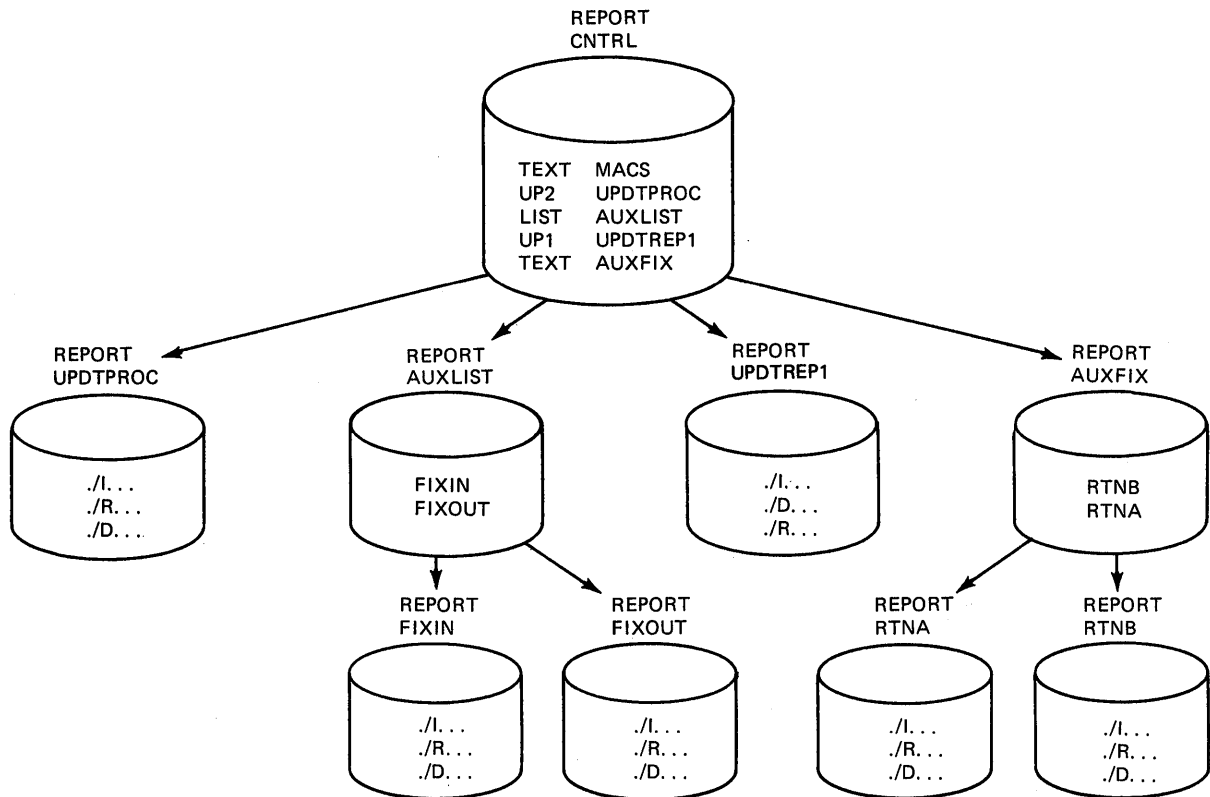 REPORT
CNTRL
TEXT MACS
UP2 UPDTPROC
LIST AUXLIST
UP1 UPDTREP1
TEXT AUXFIX
REPORT
UPDTPROC
./I. . .
./R. . .
./D. . .
REPORT
AUXLIST
FIXIN
FIXOUT
REPORT
UPDTREP1
./I. . .
./D. . .
./R. . .
REPORT
AUXFIX
RTNB
RTNA
REPORT
FIXIN
./I. . .
./R. . .
./D. . .
REPORT
FIXOUT
./I. . .
./R. . .
./D. . .
REPORT
RTNA
./I. . .
./R. . .
./D. . .
REPORT
RTNB
./I. . .
./R. . .
./D. . .